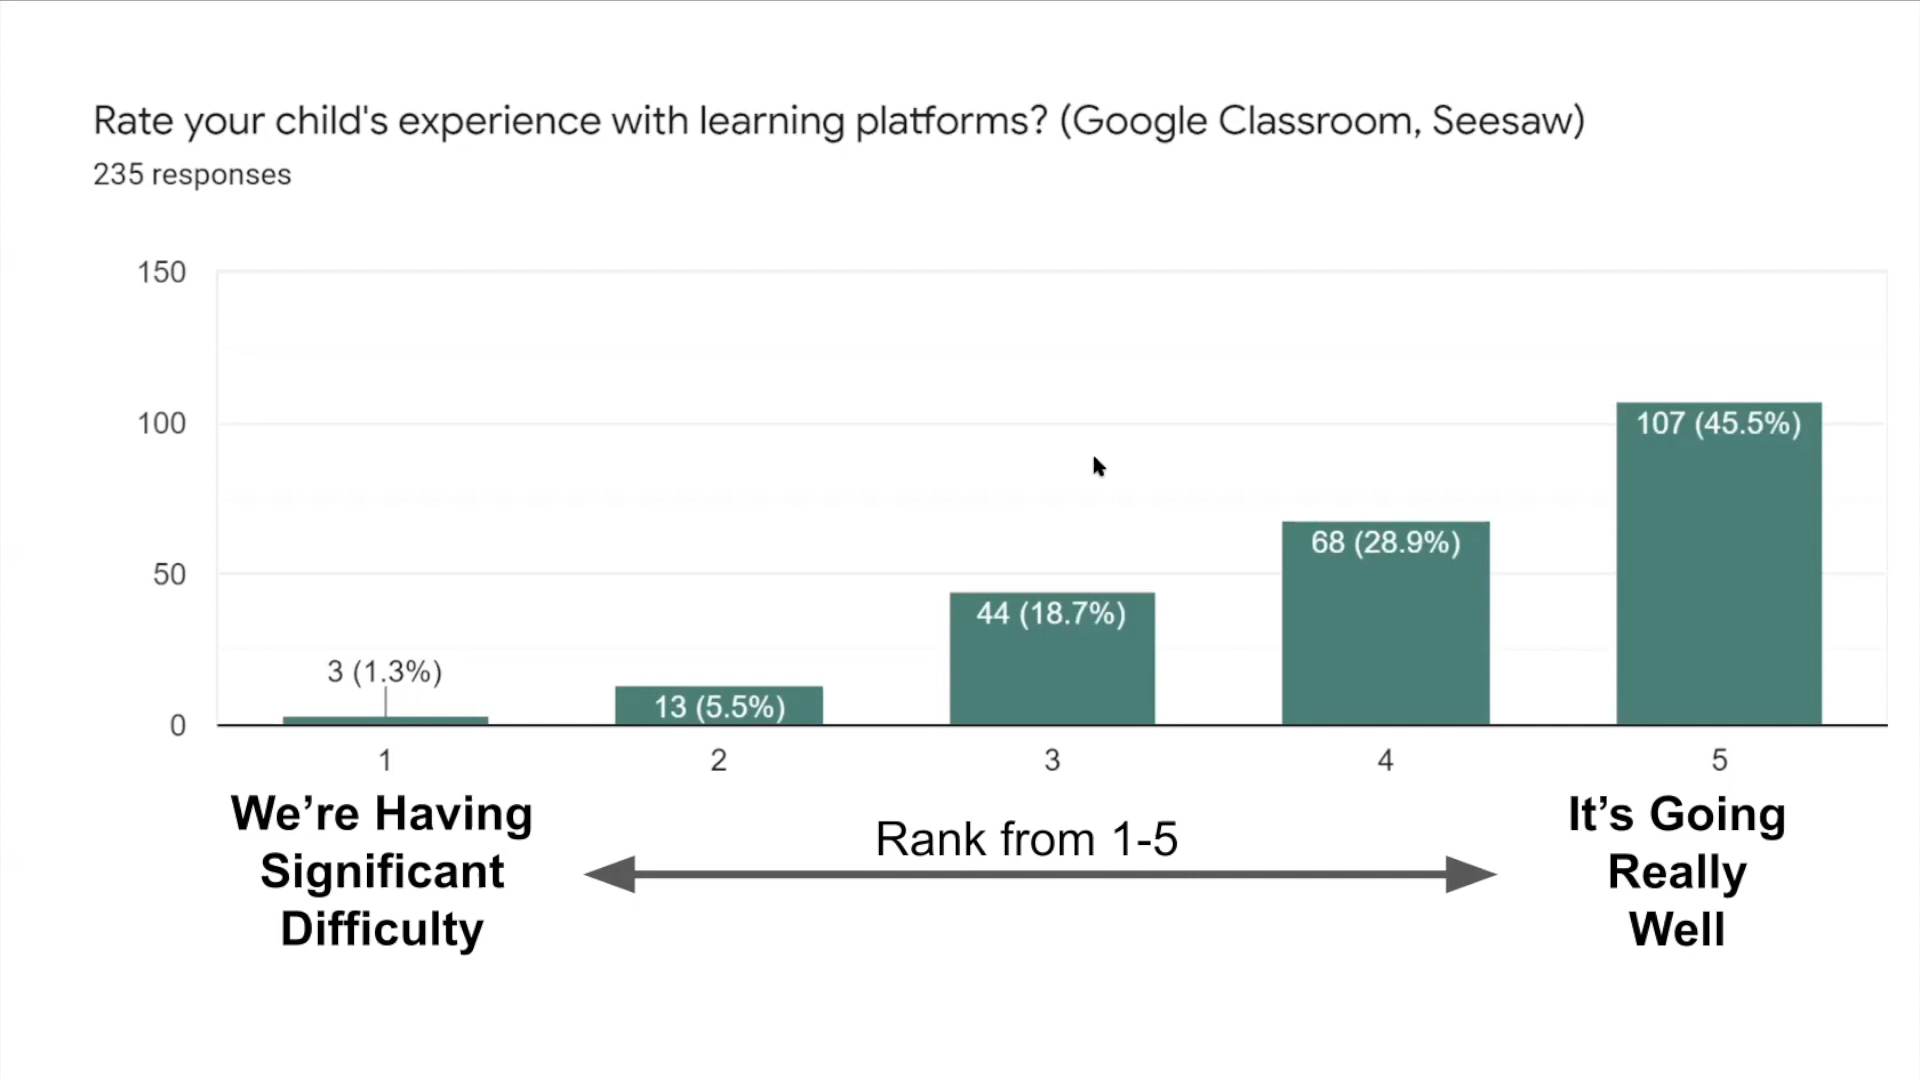 Rate your child's experience with learning platforms? (Google Classroom, Seesaw)
235 responses
150
100
50
0
3 (1.3%)
13 (5.5%)
44 (18.7%)
68 (28.9%)
107 (45.5%)
1
2
3
4
5
We’re Having
Significant
Difficulty
Rank from 1-5
It’s Going
Really
Well